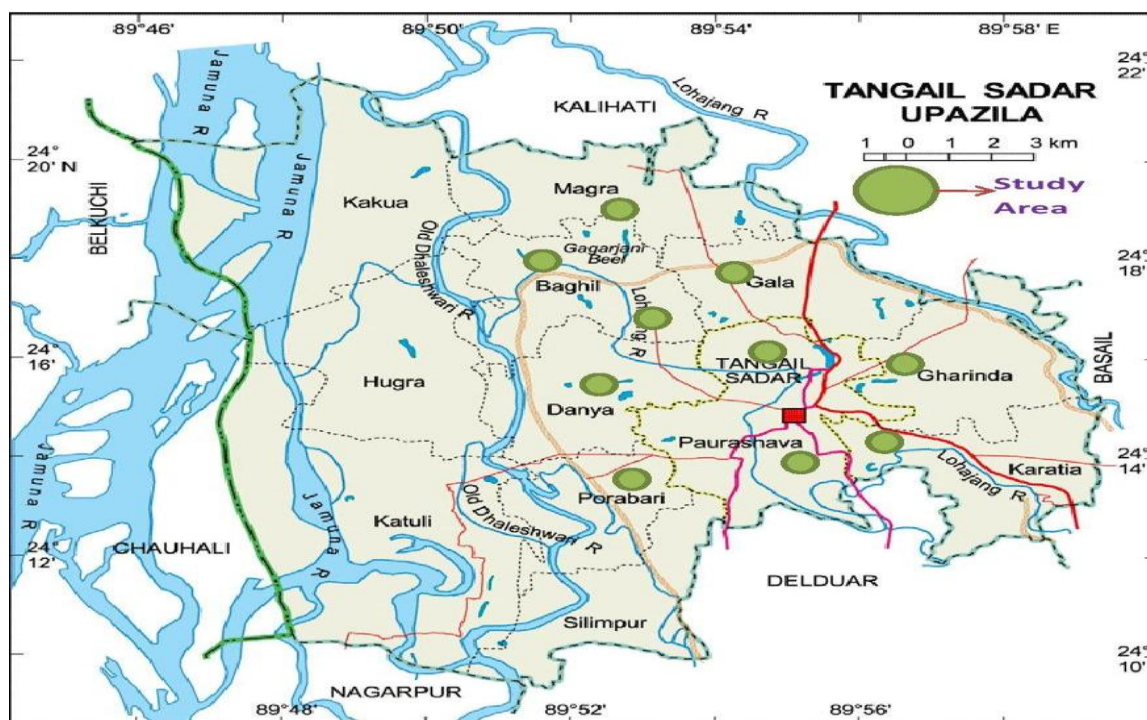 89°46'
89°50'
89°54'
89°58' E
24° 22'
TANGAIL SADAR
UPAZILA
1 0 1 2 3 km
Study
Area
Jamuna R
Lohajang R
KALIHATI
24° 20' N
Jamuna R
BELKUCHI
Kakua
Magra
Old Dhaleshwari R
Gagarjani
Beel
Baghil
Gala
24° 18'
Lohajang R
24° 16'
TANGAIL
SADAR
Gharinda
BASAIL
Hugra
Danya
Paurashava
24° 14'
Karatia
Lohajang R
Jamuna R
Jamuna R
Katuli
Porabari
Old Dhaleshwari R
CHAUHALI
24° 12'
DELDUAR
Silimpur
24° 10'
NAGARPUR
89°48'
89°52'
89°56'